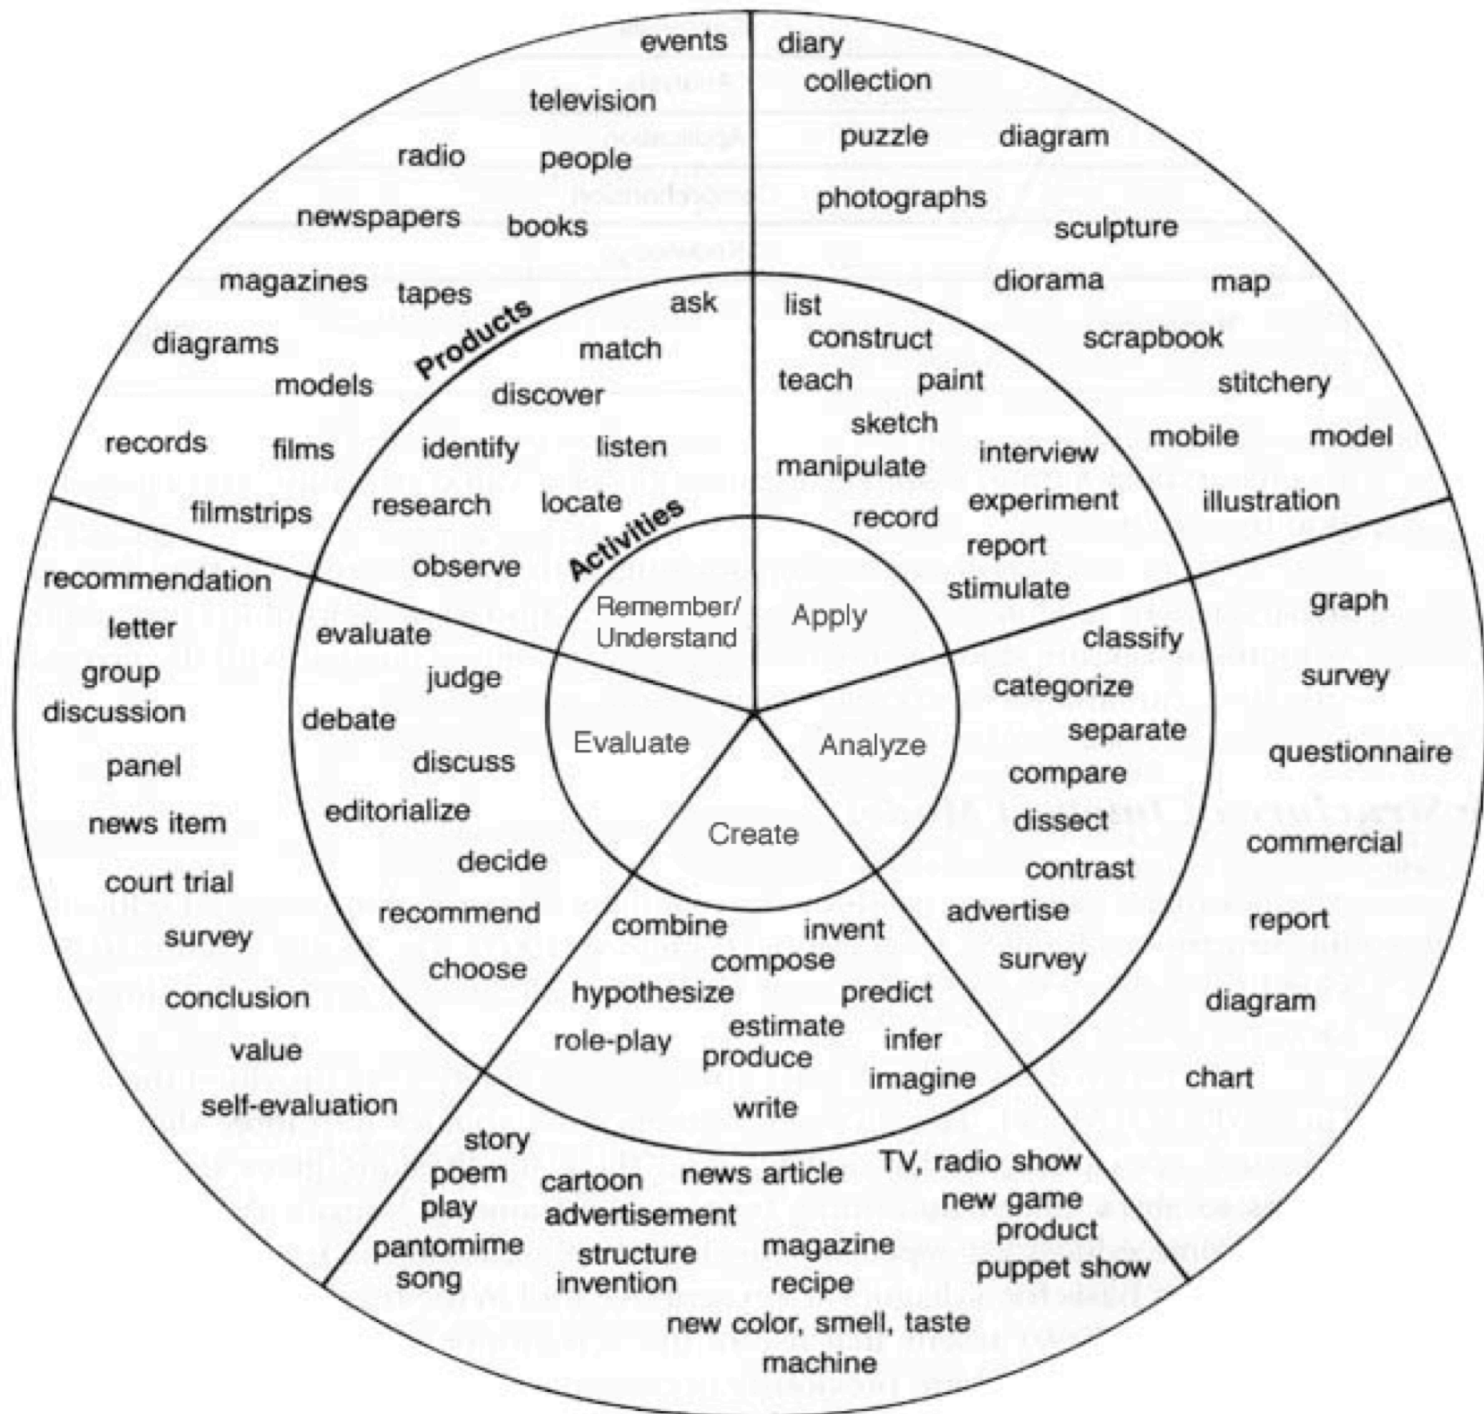 events
television
radio
people
newspapers
books
magazines
tapes
diagrams
models
records
films
filmstrips
Products
ask
match
discover
identify
listen
research
locate
observe
Activities
Remember/
Understand
diary
collection
puzzle
diagram
photographs
sculpture
diorama
map
scrapbook
stitchery
mobile
model
illustration
list
construct
teach
paint
sketch
interview
manipulate
experiment
record
report
stimulate
Apply
graph
survey
questionnaire
commercial
report
diagram
chart
classify
categorize
separate
compare
dissect
contrast
advertise
survey
Analyze
Create
combine
invent
compose
hypothesize
predict
estimate
role-play
produce
infer
imagine
write
story
poem
cartoon
news article
TV, radio show
play
advertisement
new game
pantomime
structure
magazine
product
song
invention
recipe
puppet show
new color, smell, taste
machine
Evaluate
evaluate
judge
debate
discuss
editorialize
decide
recommend
choose
recommendation
letter
group
discussion
panel
news item
court trial
survey
conclusion
value
self-evaluation